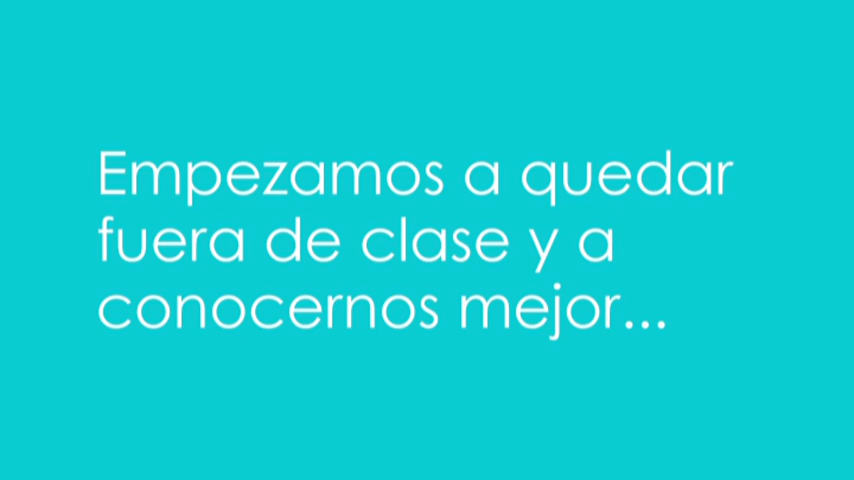 Empezamos a quedar
fuera de clase y a
conocernos mejor...